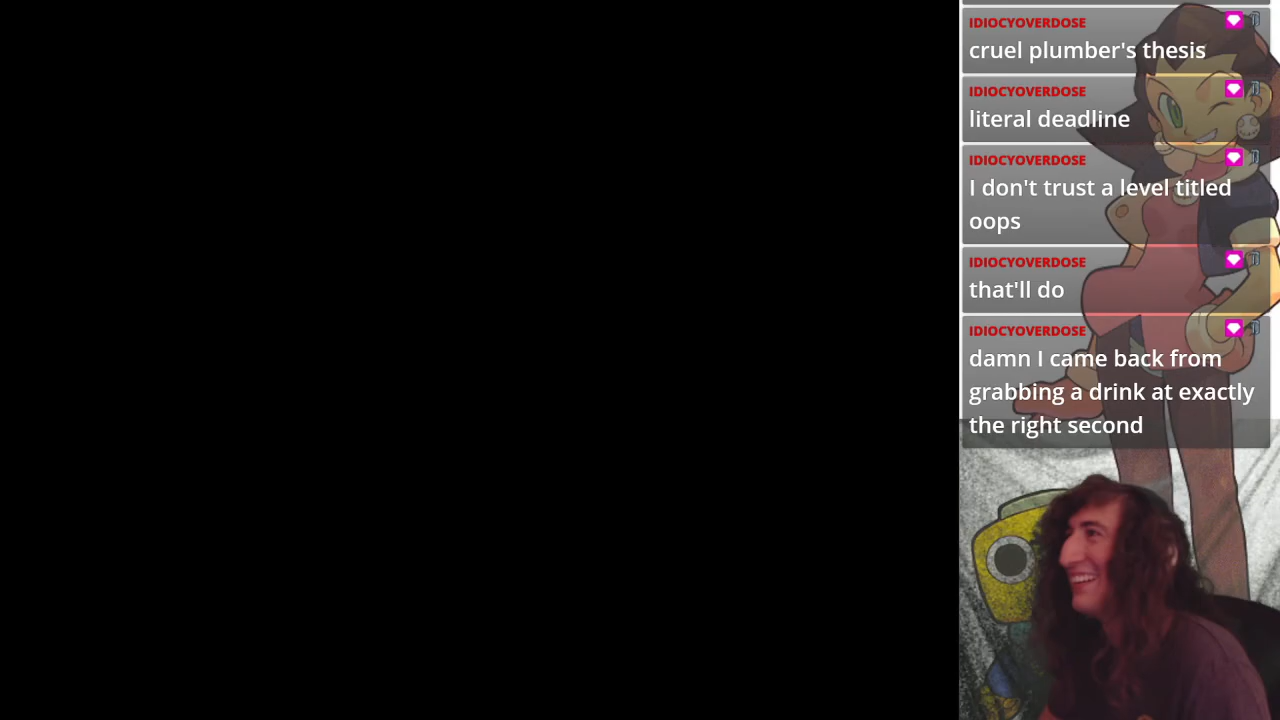 IDIOCYOVERDOSE
cruel plumber's thesis
IDIOCYOVERDOSE
literal deadline
IDIOCYOVERDOSE
I don't trust a level titled
oops
IDIOCYOVERDOSE
that'll do
IDIOCYOVERDOSE
damn I came back from
grabbing a drink at exactly
the right second